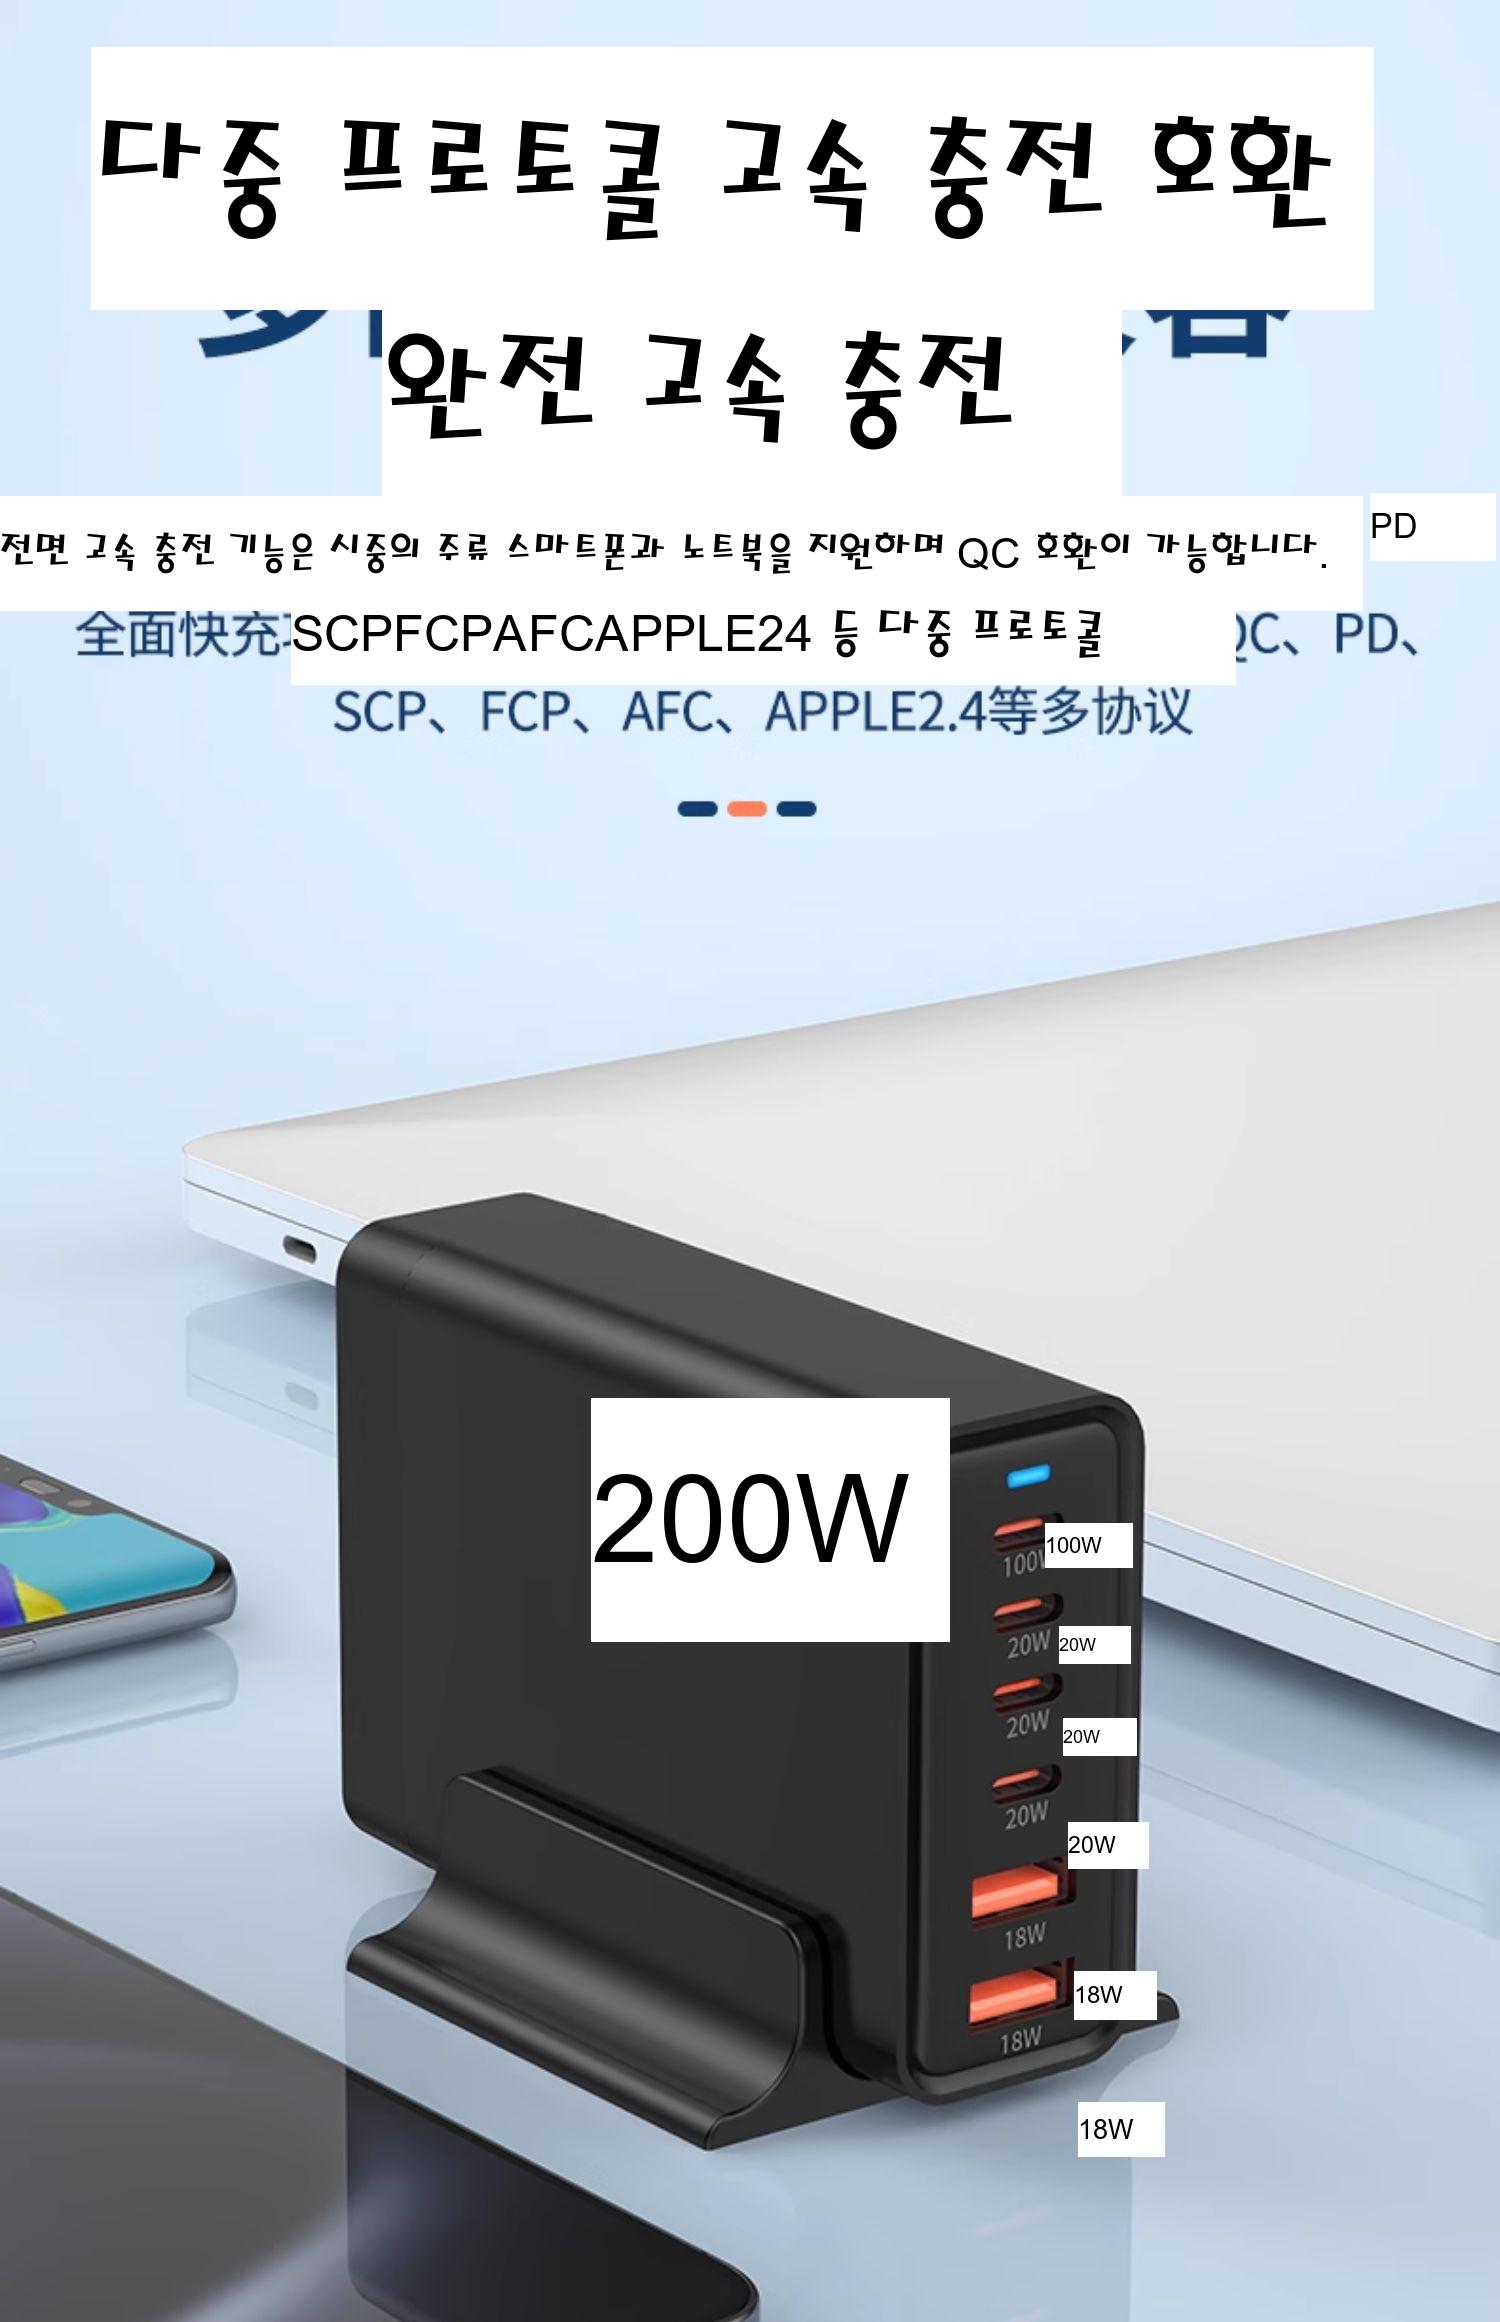 다중 프로토콜 고속 충전 호환
완전 고속 충전
전면 고속 충전 기능은 시중의 주류 스마트폰과 노트북을 지원하며 QC 호환이 가능합니다.
PD
全面快充
SCPFCPAFCAPPLE24 등 다중 프로토콜
QC、PD、
SCP、FCP、AFC、APPLE2.4等多协议
200W
100W
100W
20W
20W
20W
20W
20W
20W
18W
18W
18W
18W